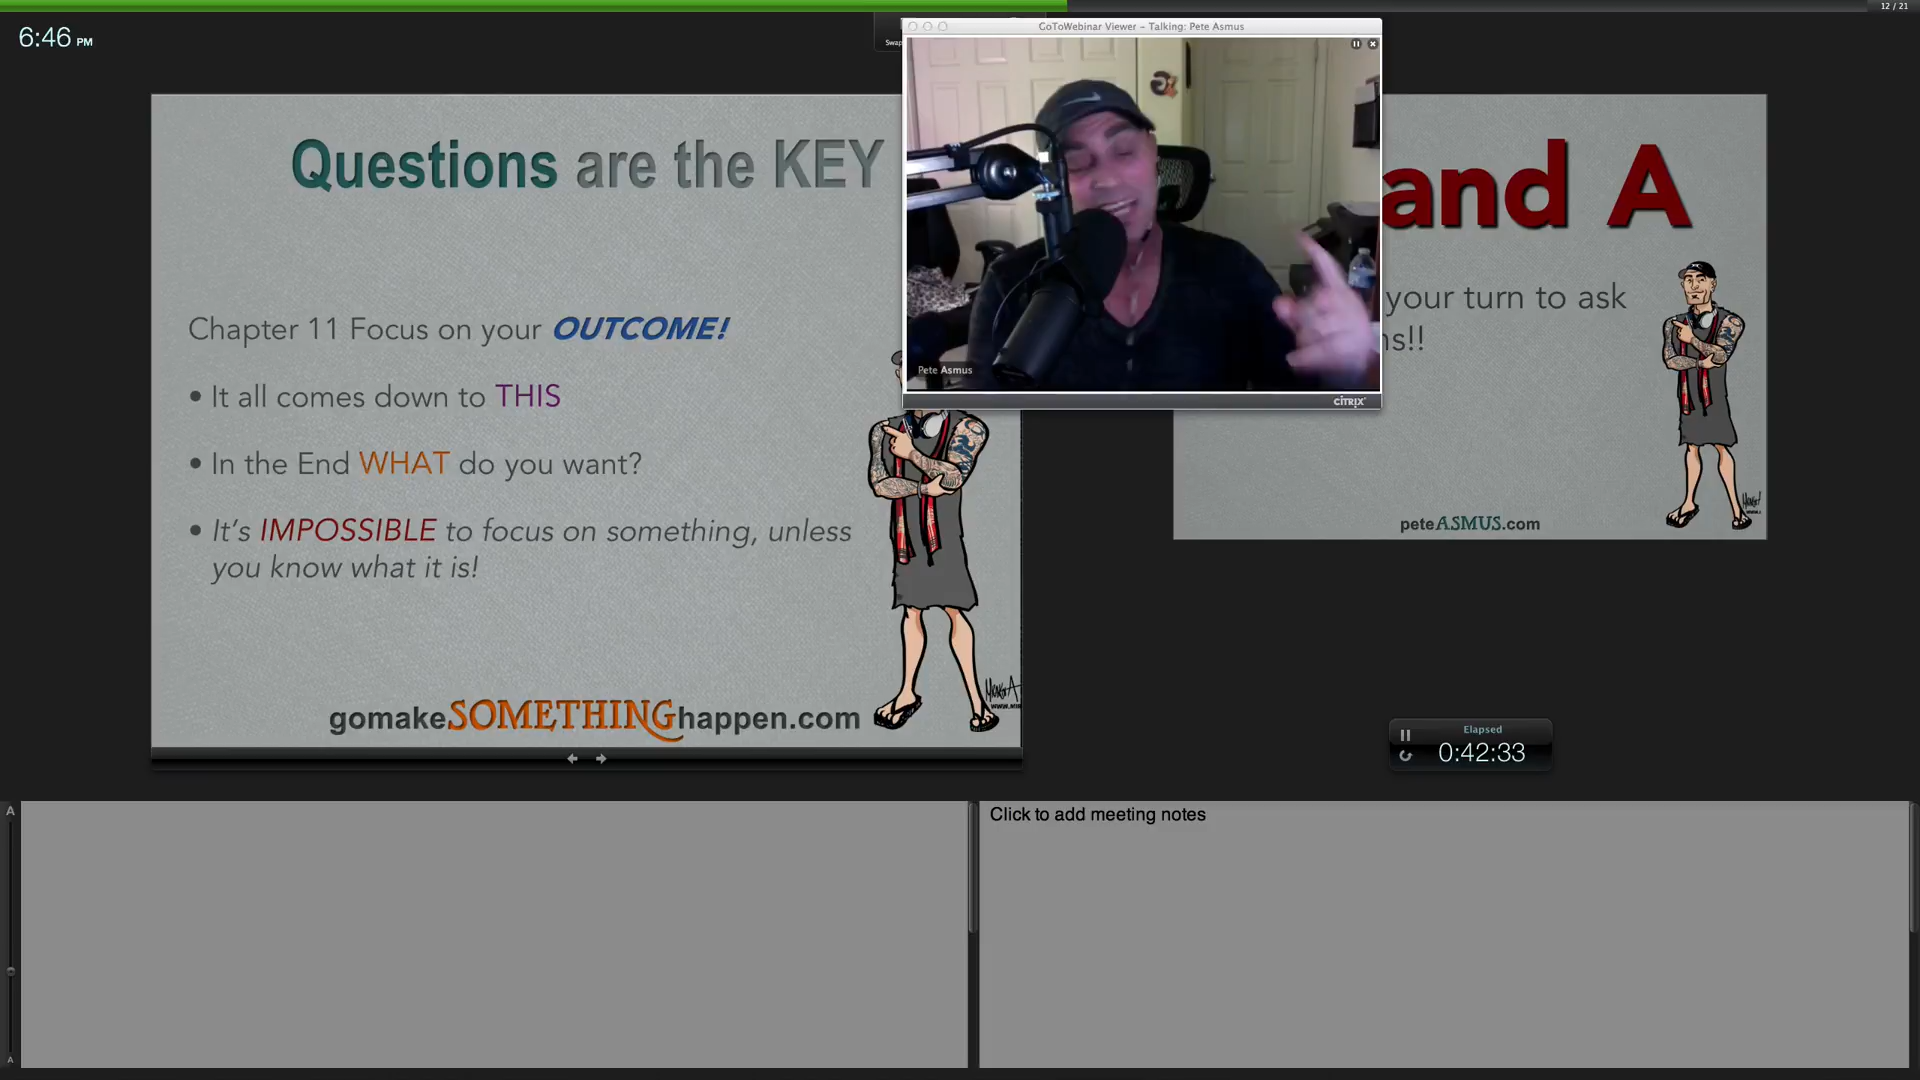 12 / 21
6:46 PM
Swap
GoToWebinar Viewer – Talking: Pete Asmus
Pete Asmus
CITRIX
Questions are the KEY
Chapter 11 Focus on your OUTCOME!
• It all comes down to THIS
• In the End WHAT do you want?
• It's IMPOSSIBLE to focus on something, unless
you know what it is!
gomakeSOMETHINGhappen.com
and A
your turn to ask
ns!!
peteASMUS.com
Elapsed
0:42:33
A
A
Click to add meeting notes